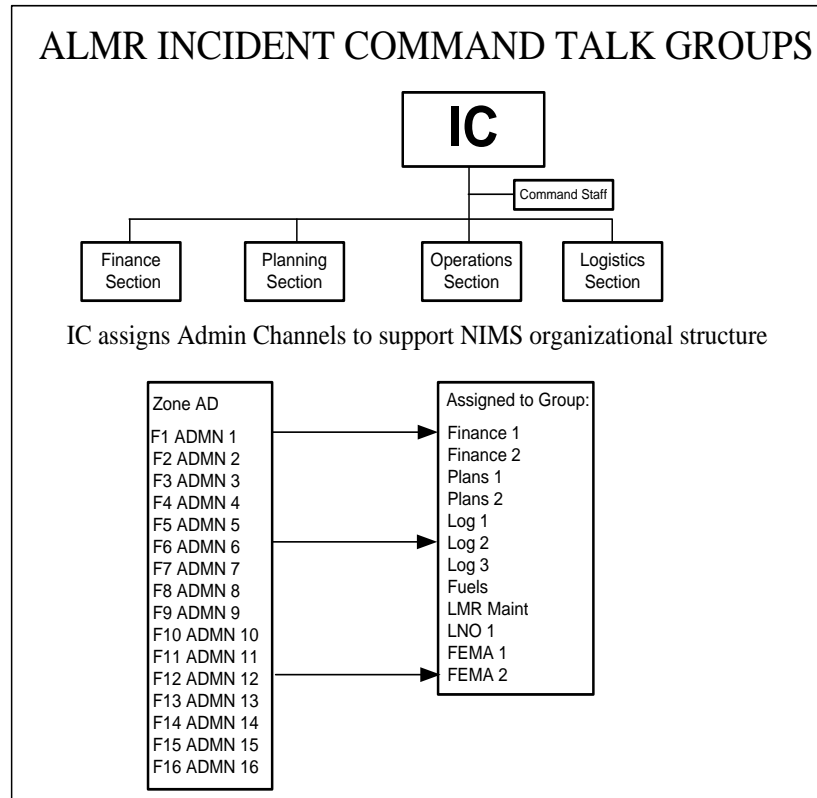 ALMR INCIDENT COMMAND TALK GROUPS
IC
Command Staff
Finance
Section
Planning
Section
Operations
Section
Logistics
Section
IC assigns Admin Channels to support NIMS organizational structure
Zone AD
F1 ADMN 1
F2 ADMN 2
F3 ADMN 3
F4 ADMN 4
F5 ADMN 5
F6 ADMN 6
F7 ADMN 7
F8 ADMN 8
F9 ADMN 9
F10 ADMN 10
F11 ADMN 11
F12 ADMN 12
F13 ADMN 13
F14 ADMN 14
F15 ADMN 15
F16 ADMN 16
Assigned to Group:
Finance 1
Finance 2
Plans 1
Plans 2
Log 1
Log 2
Log 3
Fuels
LMR Maint
LNO 1
FEMA 1
FEMA 2